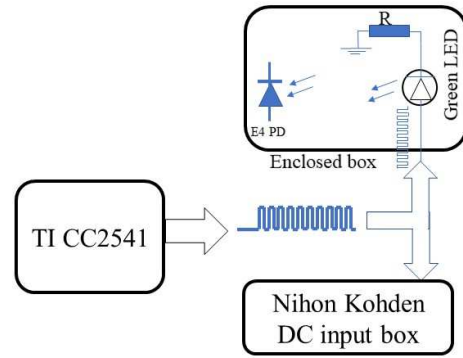 R
Green LED
E4 PD
Enclosed box
TI CC2541
Nihon Kohden
DC input box